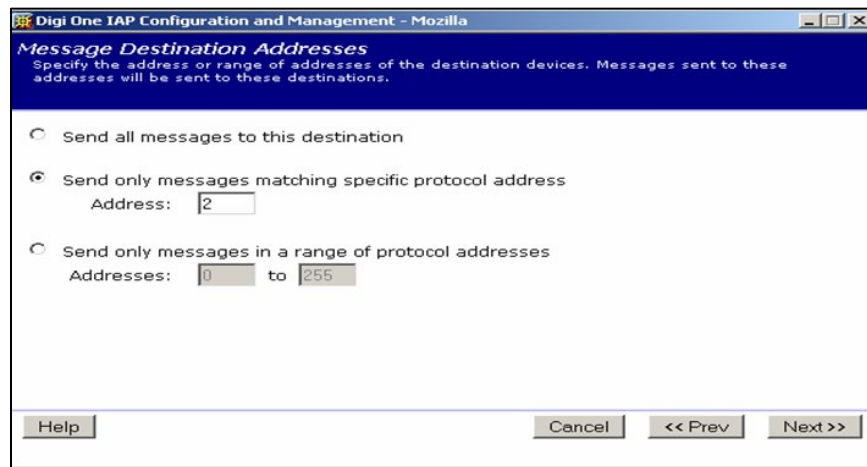 Digi One IAP Configuration and Management - Mozilla
Message Destination Addresses
Specify the address or range of addresses of the destination devices. Messages sent to these
addresses will be sent to these destinations.
Send all messages to this destination
Send only messages matching specific protocol address
Address: 2
Send only messages in a range of protocol addresses
Addresses: 0 to 255
Help Cancel << Prev Next >>